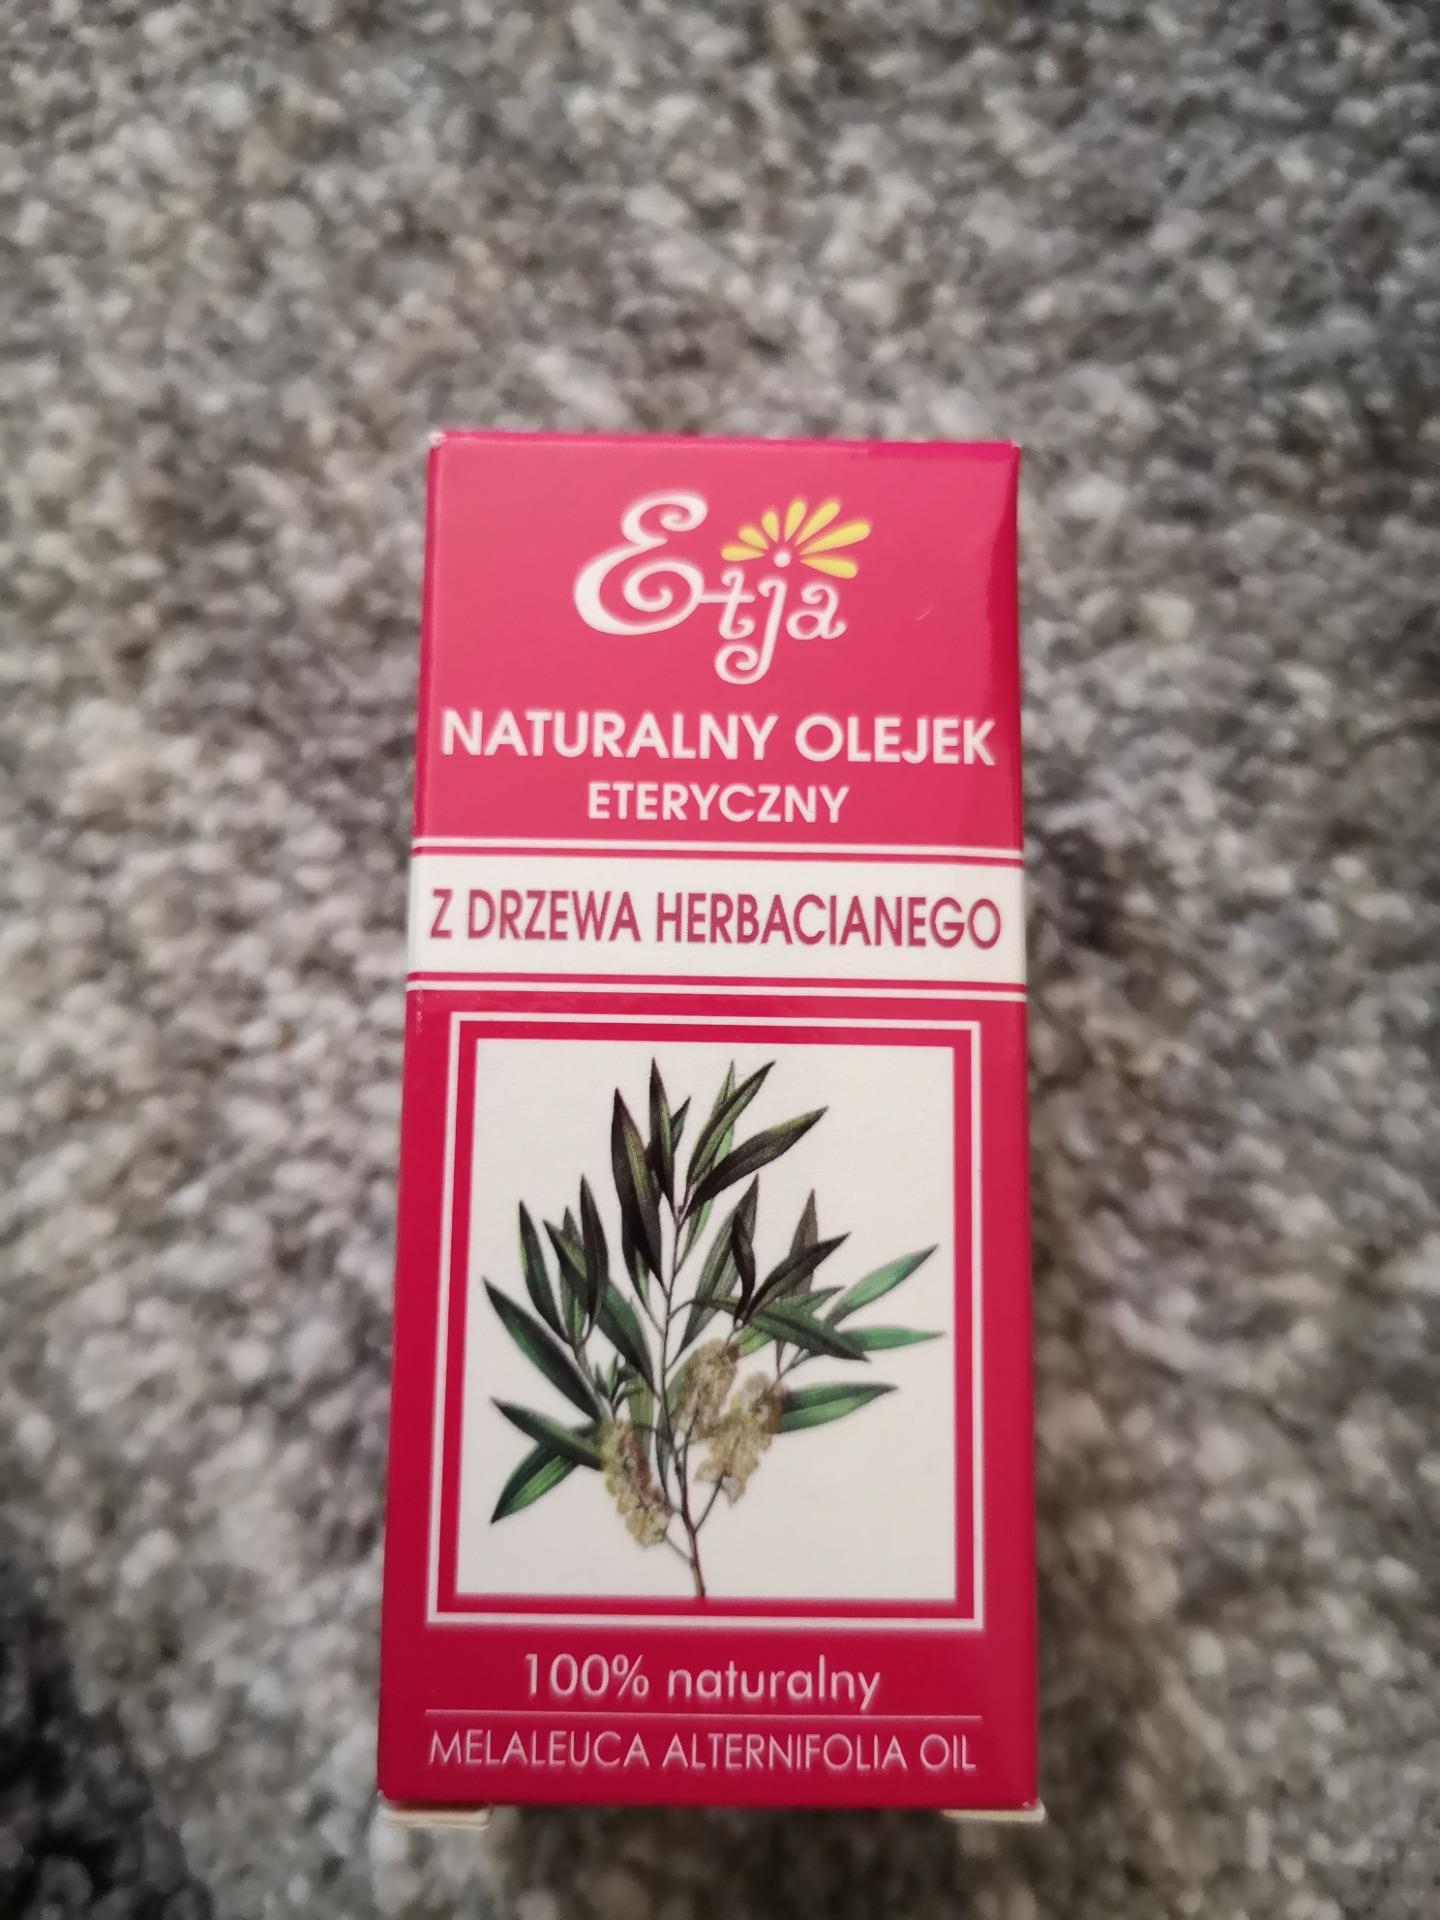 Etja
NATURALNY OLEJEK
ETERYCZNY
Z DRZEWA HERBACIANEGO
100% naturalny
MELALEUCA ALTERNIFOLIA OIL